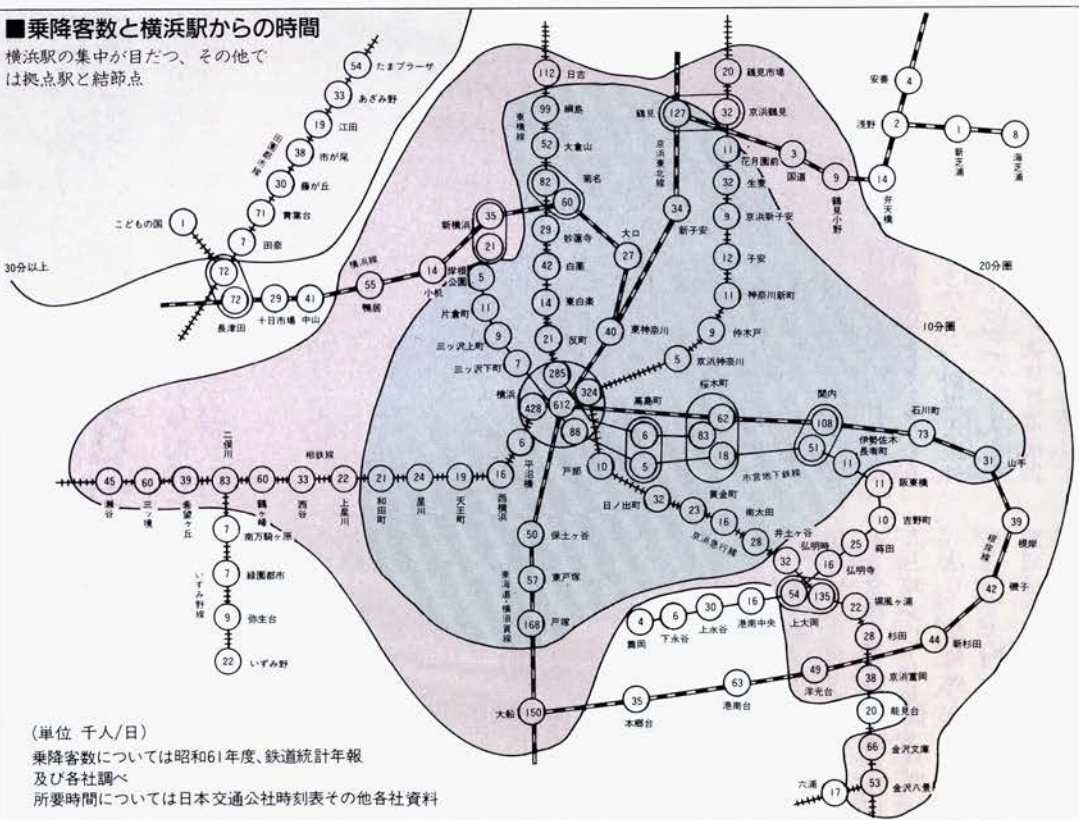 ■乗降客数と横浜駅からの時間
横浜駅の集中が目だつ、その他で
は拠点駅と結節点
54 たまプラーザ
33 あざみ野
19 江田
38 市が尾
30 藤が丘
71 青葉台
7 田奈
1 こどもの国
72
72 長津田
田園都市線
30分以上
29 十日市場
41 中山
55 鴨居
横浜線
14 小机
35 新横浜
21
112 日吉
東横線
99 綱島
52 大倉山
82 菊名
60
29 妙蓮寺
42 白楽
14 東白楽
21 反町
27 大口
40 東神奈川
5 岸根公園
11 片倉町
9 三ッ沢上町
7 三ッ沢下町
127 鶴見
京浜東北線
34 新子安
20 鶴見市場
32 京浜鶴見
11 花月園前
32 生麦
9 京浜新子安
12 子安
11 神奈川新町
9 仲木戸
5 京浜神奈川
3 国道
9 鶴見小野
14 弁天橋
2 浅野
4 安善
1 新芝浦
8 海芝浦
20分圏
10分圏
横浜
285
324
428
612
88
高島町
6
5
桜木町
62
83
18
関内
108
51
73 石川町
31 山手
39 根岸
根岸線
42 磯子
44 新杉田
49 洋光台
63 港南台
35 本郷台
150 大船
市営地下鉄線
11 伊勢佐木長者町
11 阪東橋
10 吉野町
25 蒔田
16 弘明寺
54 上大岡
135
16 港南中央
30 上永谷
6 下永谷
4 舞岡
10 戸部
32 日ノ出町
23 黄金町
16 南太田
28 井土ヶ谷
32 弘明時
京浜急行線
22 堀風ヶ浦
28 杉田
38 京浜富岡
20 能見台
66 金沢文庫
53 金沢八景
17 六浦
50 保土ヶ谷
57 東戸塚
168 戸塚
東海道・横須賀線
6 平沼橋
16 西横浜
19 天王町
24 星川
21 和田町
22 上星川
33 西谷
60 鶴ヶ峰
83 二俣川
39 希望ヶ丘
60 三ッ境
45 瀬谷
相鉄線
7 南万騎ヶ原
7 緑園都市
9 弥生台
22 いずみ野
いずみ野線
(単位 千人/日)
乗降客数については昭和61年度、鉄道統計年報
及び各社調べ
所要時間については日本交通公社時刻表その他各社資料